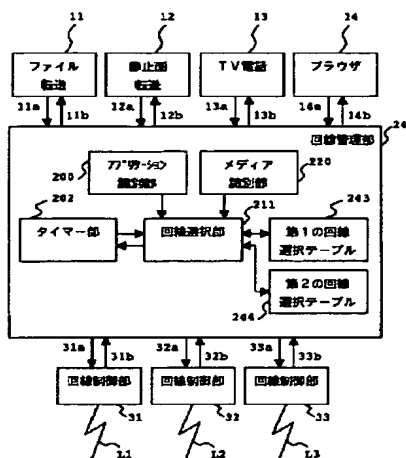 11 12 13 14
ファイル 転送
静止画 転送
TV電話
ブラウザ
11a 11b 12a 12b 13a 13b 14a 14b
24
回線管理部
200 220
アプリケーション 識別部
メディア 識別部
202 211 243
タイマー部
回線選択部
第1の回線 選択テーブル
第2の回線 選択テーブル
244
31a 31b 32a 32b 33a 33b
回線制御部 回線制御部 回線制御部
31 32 33
L1 L2 L3